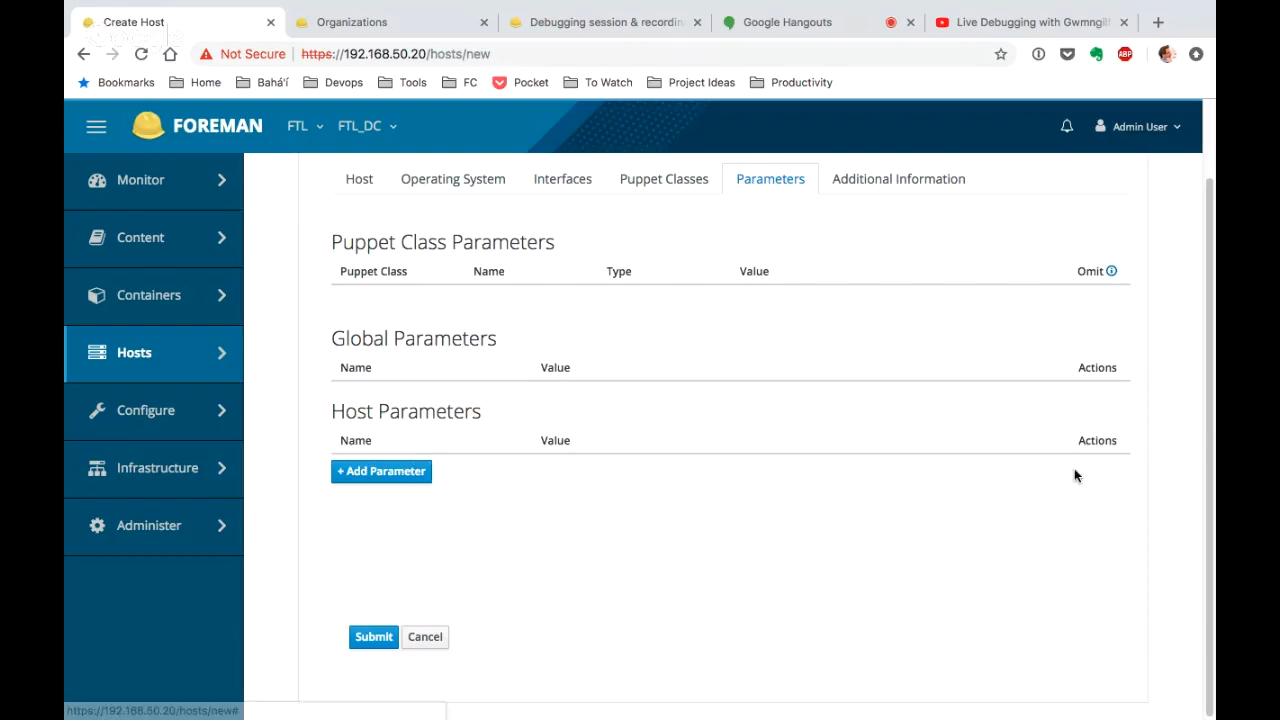 Create Host
Organizations
Debugging session & recordin
Google Hangouts
Live Debugging with Gwmngil
Not Secure https://192.168.50.20/hosts/new
Bookmarks Home Bahá'í Devops Tools FC Pocket To Watch Project Ideas Productivity
FOREMAN FTL FTL_DC Admin User
Monitor
Content
Containers
Hosts
Configure
Infrastructure
Administer
Host Operating System Interfaces Puppet Classes Parameters Additional Information
Puppet Class Parameters
Puppet Class Name Type Value Omit
Global Parameters
Name Value Actions
Host Parameters
Name Value Actions
+ Add Parameter
Submit Cancel
https://192.168.50.20/hosts/new#